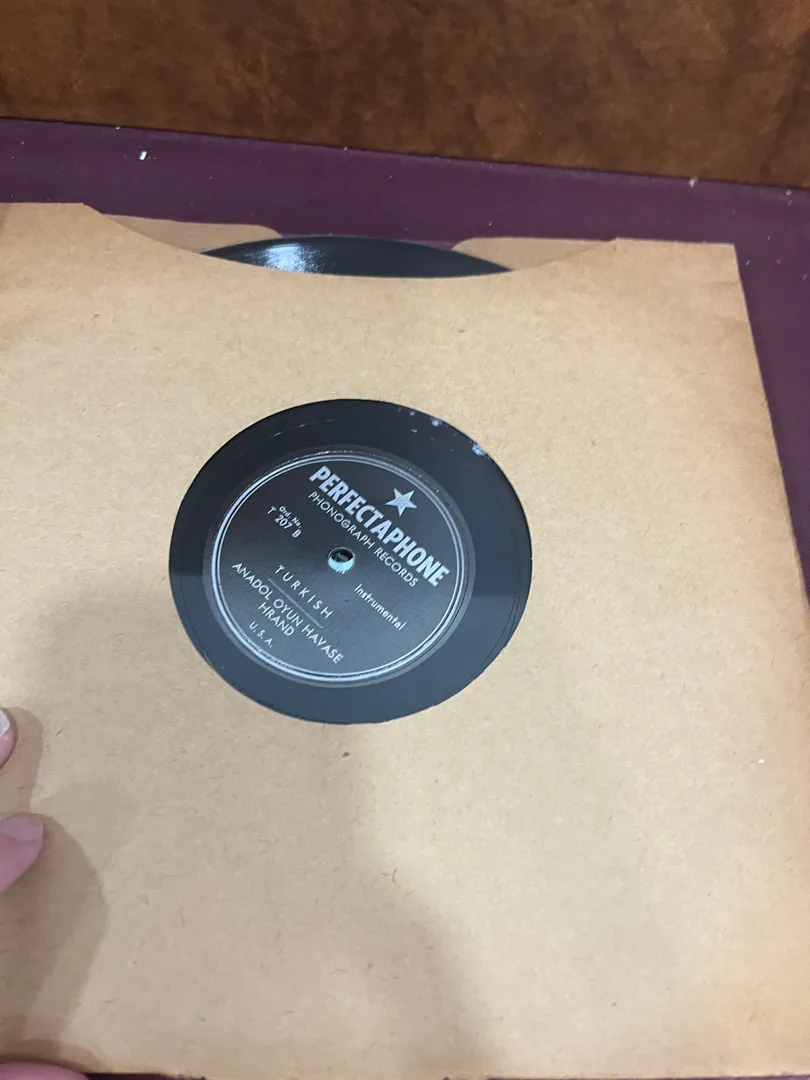 PERFECTAPHONE
PHONOGRAPH RECORDS
Ord. No.
T 207 B
Instrumental
TURKISH
ANADOL OYUN HAVASE
HRAND
U.S.A.